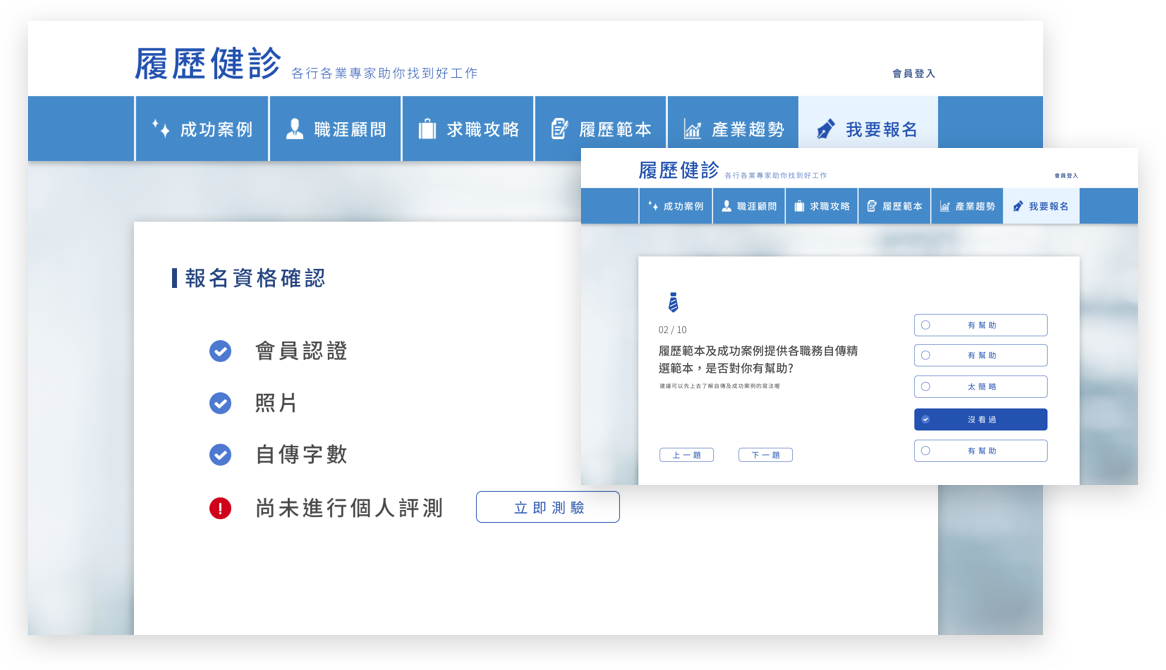 履歷健診 各行各業專家助你找到好工作
會員登入
成功案例 職涯顧問 求職攻略 履歷範本 產業趨勢 我要報名
報名資格確認
會員認證
照片
自傳字數
尚未進行個人評測 立即測驗
履歷健診 各行各業專家助你找到好工作
會員登入
成功案例 職涯顧問 求職攻略 履歷範本 產業趨勢 我要報名
02 / 10
履歷範本及成功案例提供各職務自傳精
選範本，是否對你有幫助?
建議可以先上去了解自傳及成功案例的寫法喔
上一題 下一題
有幫助
有幫助
太簡略
沒看過
有幫助